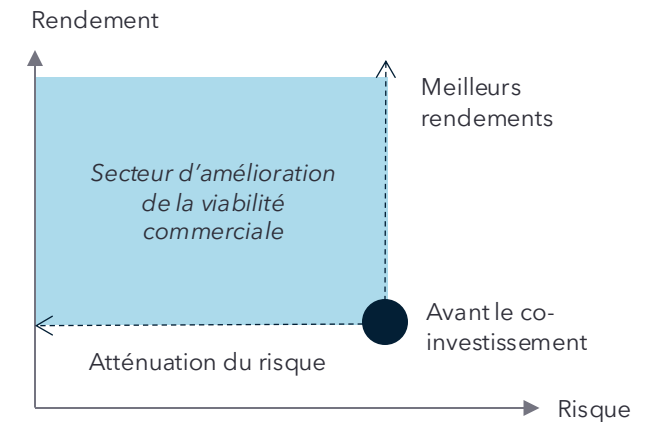 Rendement
Meilleurs
rendements
Secteur d’amélioration
de la viabilité
commerciale
Avant le co-
investissement
Atténuation du risque
Risque